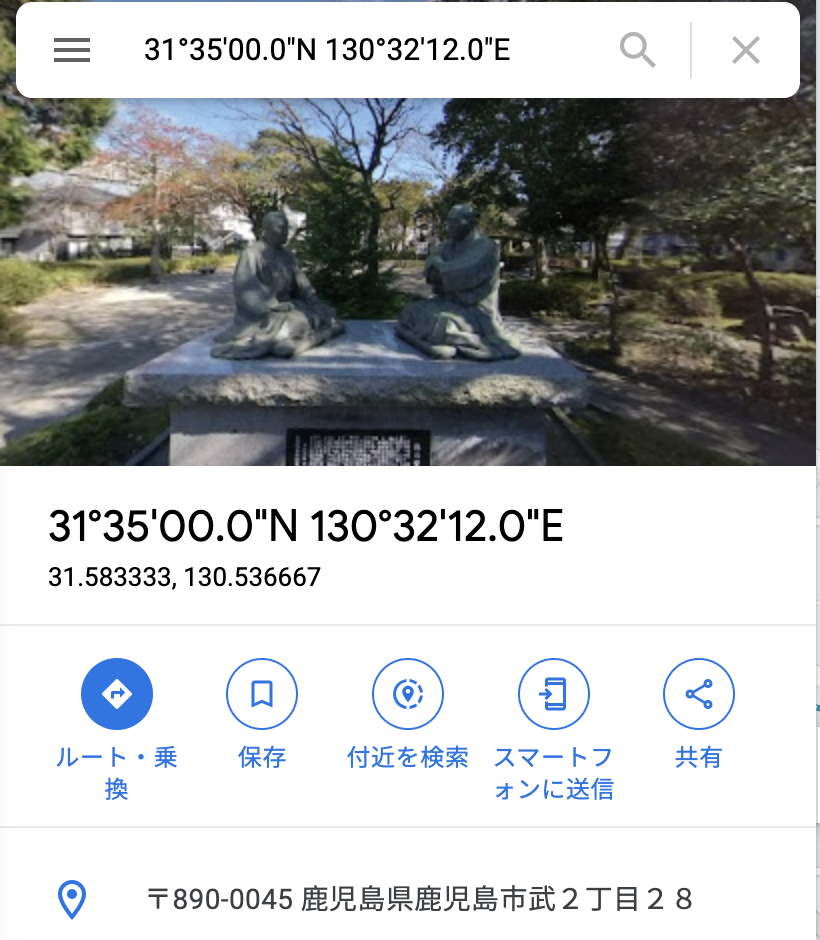 31°35'00.0"N 130°32'12.0"E
31°35'00.0"N 130°32'12.0"E
31.583333, 130.536667
ルート・乗
換
保存
付近を検索
スマートフ
ォンに送信
共有
〒890-0045 鹿児島県鹿児島市武２丁目２８